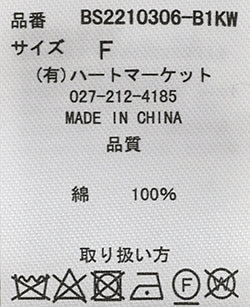 品番 BS2210306-B1KW
サイズ F
(有)ハートマーケット
027-212-4185
MADE IN CHINA
品質
綿 100%
取り扱い方
F W